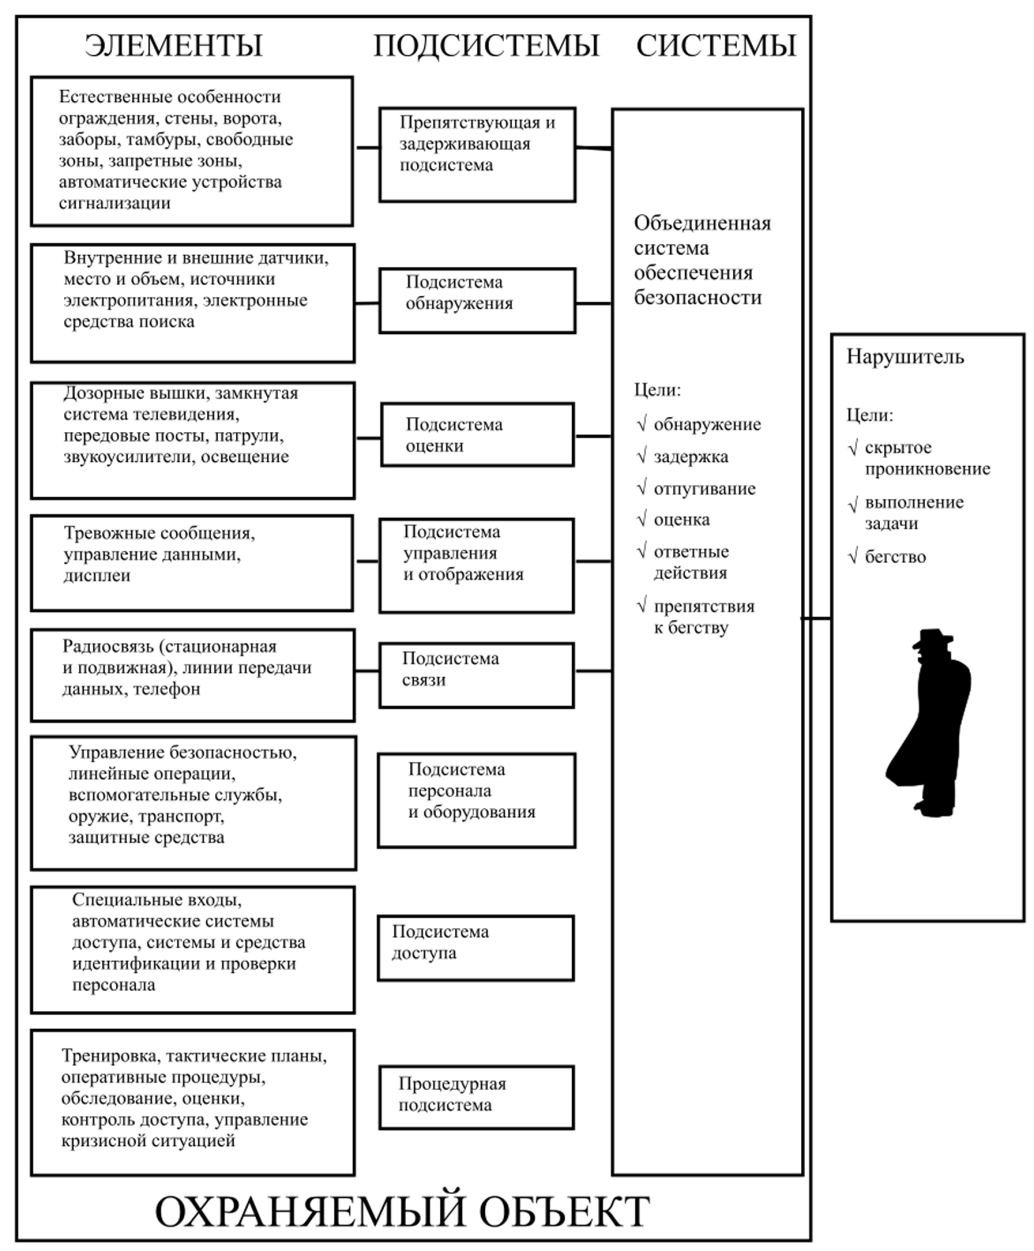 ЭЛЕМЕНТЫ
ПОДСИСТЕМЫ
СИСТЕМЫ
Естественные особенности
ограждения, стены, ворота,
заборы, тамбуры, свободные
зоны, запретные зоны,
автоматические устройства
сигнализации
Препятствующая и
задерживающая
подсистема
Внутренние и внешние датчики,
место и объем, источники
электропитания, электронные
средства поиска
Подсистема
обнаружения
Дозорные вышки, замкнутая
система телевидения,
передовые посты, патрули,
звукоусилители, освещение
Подсистема
оценки
Тревожные сообщения,
управление данными,
дисплеи
Подсистема
управления
и отображения
Радиосвязь (стационарная
и подвижная), линии передачи
данных, телефон
Подсистема
связи
Управление безопасностью,
линейные операции,
вспомогательные службы,
оружие, транспорт,
защитные средства
Подсистема
персонала
и оборудования
Специальные входы,
автоматические системы
доступа, системы и средства
идентификации и проверки
персонала
Подсистема
доступа
Тренировка, тактические планы,
оперативные процедуры,
обследование, оценки,
контроль доступа, управление
кризисной ситуацией
Процедурная
подсистема
Объединенная
система
обеспечения
безопасности
Цели:
√ обнаружение
√ задержка
√ отпугивание
√ оценка
√ ответные
действия
√ препятствия
к бегству
Нарушитель
Цели:
√ скрытое
проникновение
√ выполнение
задачи
√ бегство
ОХРАНЯЕМЫЙ ОБЪЕКТ